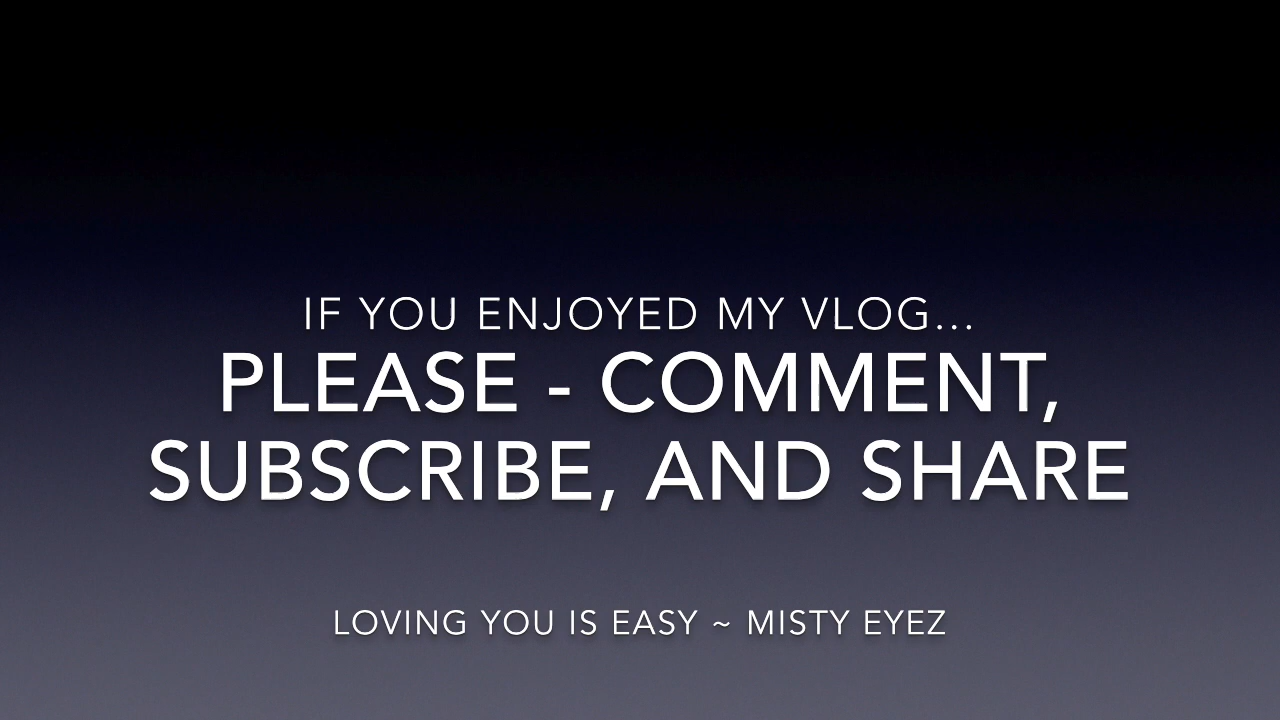 IF YOU ENJOYED MY VLOG...
PLEASE - COMMENT,
SUBSCRIBE, AND SHARE
LOVING YOU IS EASY ~ MISTY EYEZ